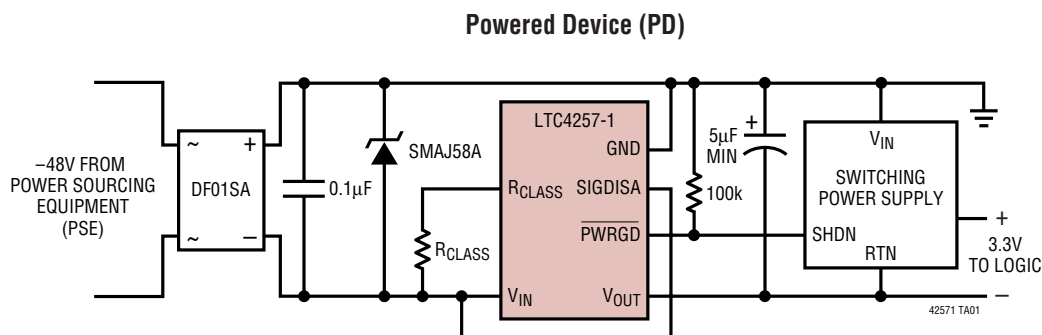 Powered Device (PD)
–48V FROM
POWER SOURCING
EQUIPMENT
(PSE)
~
+
DF01SA
~
–
0.1µF
SMAJ58A
RCLASS
LTC4257-1
GND
RCLASS
SIGDISA
PWRGD
VIN
VOUT
100k
+
5µF
MIN
VIN
SWITCHING
POWER SUPPLY
SHDN
RTN
+
3.3V
TO LOGIC
–
42571 TA01